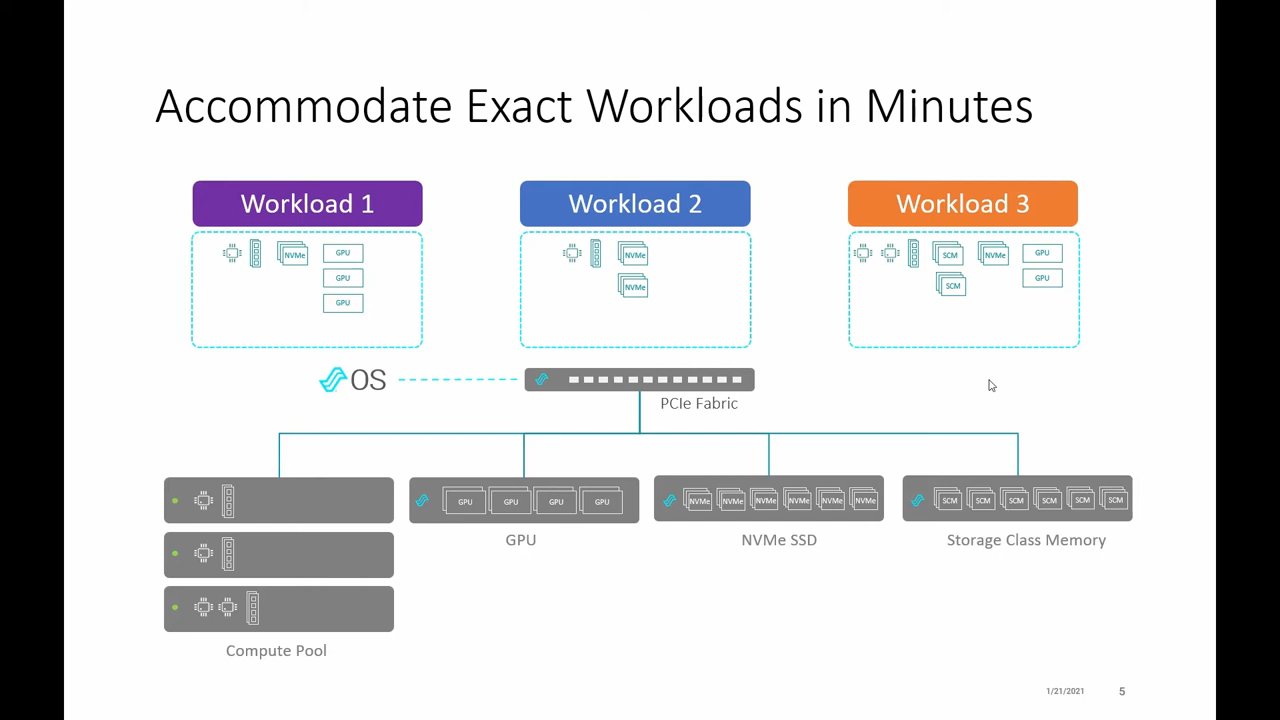 Accommodate Exact Workloads in Minutes
Workload 1
Workload 2
Workload 3
NVMe
GPU
GPU
GPU
NVMe
NVMe
SCM
SCM
NVMe
GPU
GPU
OS
PCIe Fabric
GPU GPU GPU GPU
NVMe NVMe NVMe NVMe NVMe NVMe
SCM SCM SCM SCM SCM SCM
GPU
NVMe SSD
Storage Class Memory
Compute Pool
1/21/2021
5